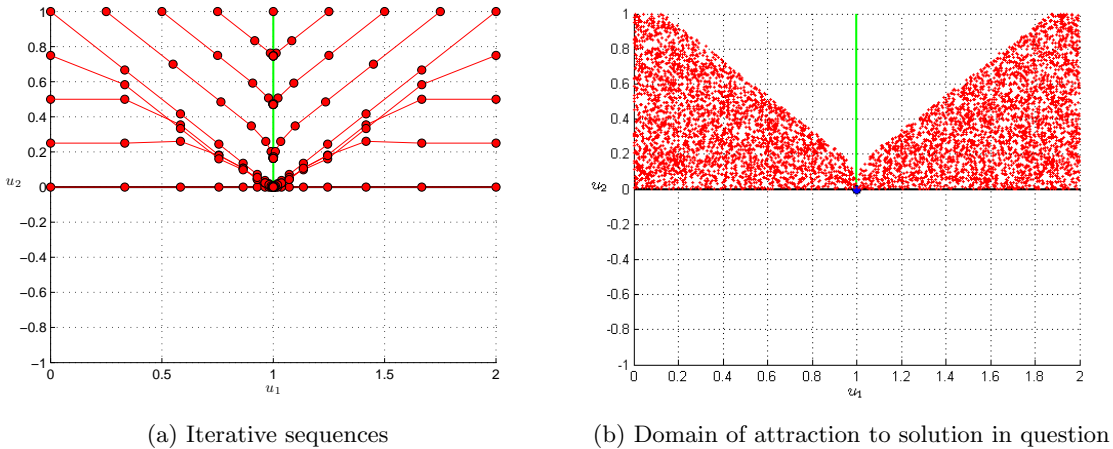 1
0.8
0.6
0.4
0.2
u₂
0
−0.2
−0.4
−0.6
−0.8
−1
0 0.5 1 1.5 2
u₁
(a) Iterative sequences
1
0.8
0.6
0.4
0.2
u₂
0
-0.2
-0.4
-0.6
-0.8
-1
0 0.2 0.4 0.6 0.8 1 1.2 1.4 1.6 1.8 2
u₁
(b) Domain of attraction to solution in question